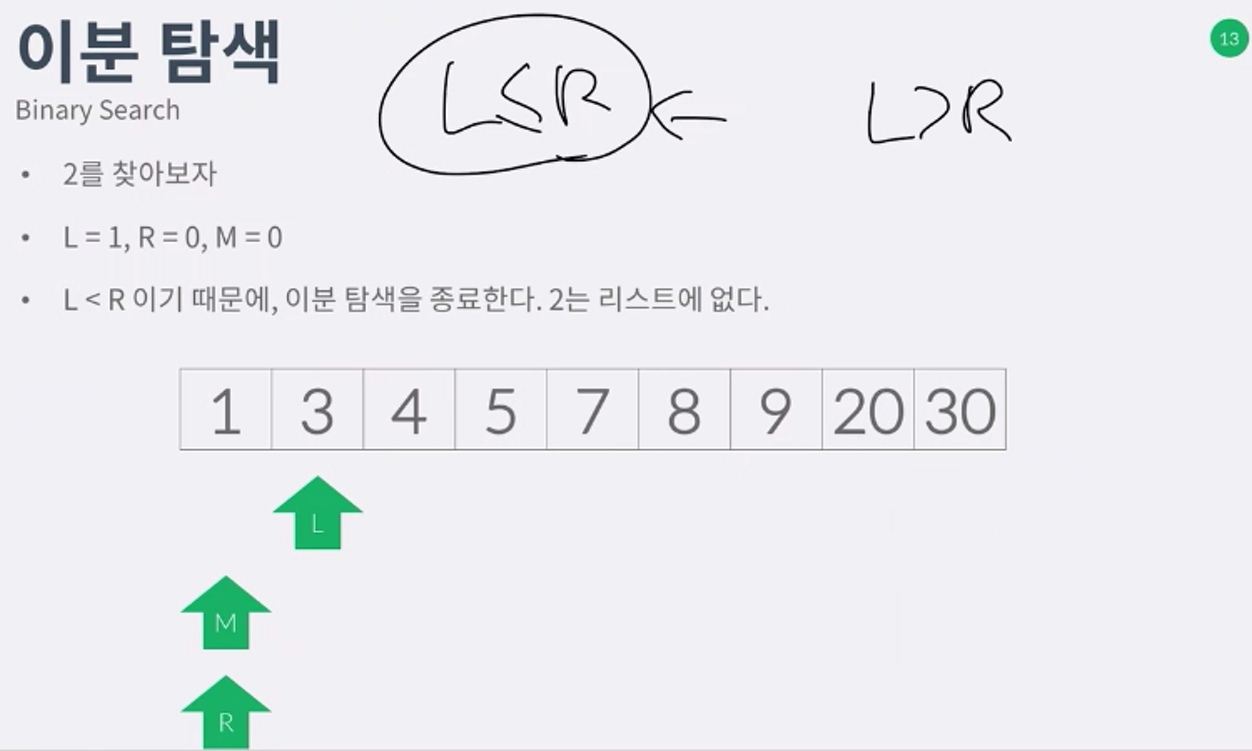 이분 탐색
Binary Search
L≤R ← L>R
13
• 2를 찾아보자
• L = 1, R = 0, M = 0
• L < R 이기 때문에, 이분 탐색을 종료한다. 2는 리스트에 없다.
1 3 4 5 7 8 9 20 30
L
M
R